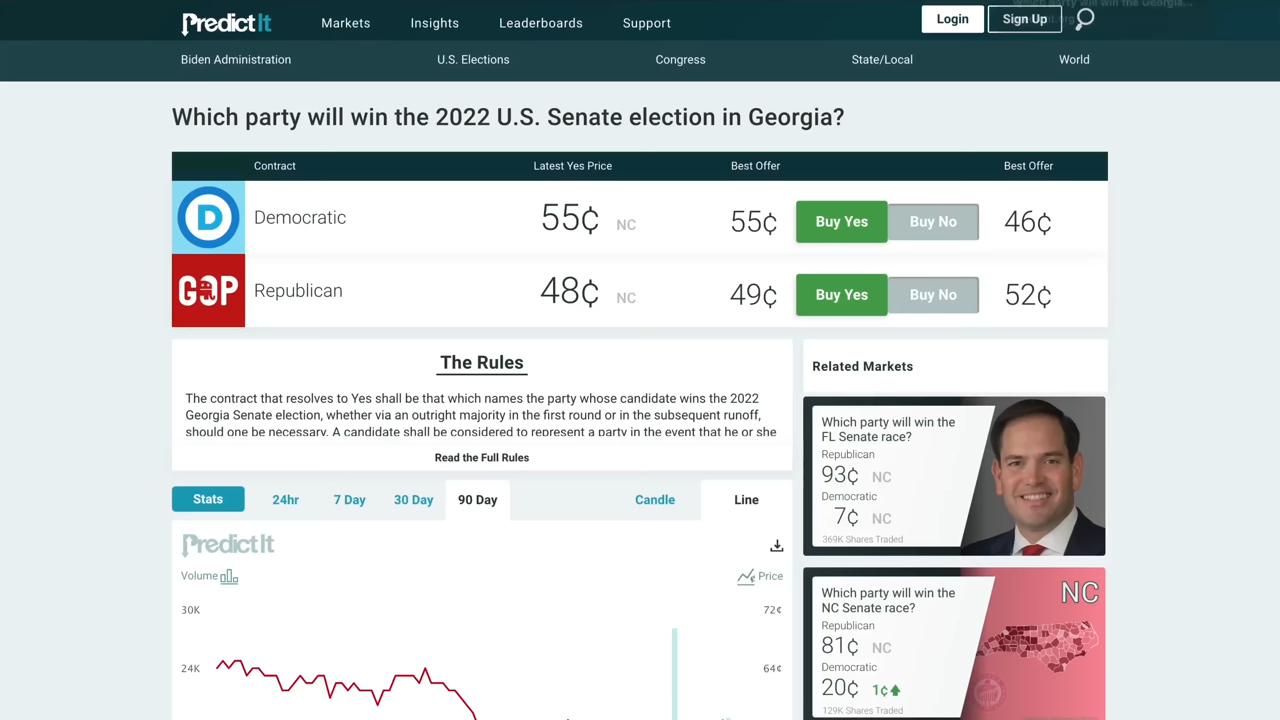 PredictIt
Markets
Insights
Leaderboards
Support
Login
Sign Up
Biden Administration
U.S. Elections
Congress
State/Local
World
Which party will win the 2022 U.S. Senate election in Georgia?
Contract
Latest Yes Price
Best Offer
Best Offer
D
Democratic
55¢
NC
55¢
Buy Yes
Buy No
46¢
GOP
Republican
48¢
NC
49¢
Buy Yes
Buy No
52¢
The Rules
The contract that resolves to Yes shall be that which names the party whose candidate wins the 2022
Georgia Senate election, whether via an outright majority in the first round or in the subsequent runoff,
should one be necessary. A candidate shall be considered to represent a party in the event that he or she
Read the Full Rules
Stats
24hr
7 Day
30 Day
90 Day
Candle
Line
PredictIt
Volume
Price
30K
72¢
24K
64¢
Related Markets
Which party will win the
FL Senate race?
Republican
93¢ NC
Democratic
7¢ NC
369K Shares Traded
Which party will win the
NC Senate race?
Republican
81¢ NC
Democratic
20¢ 1¢
129K Shares Traded
NC